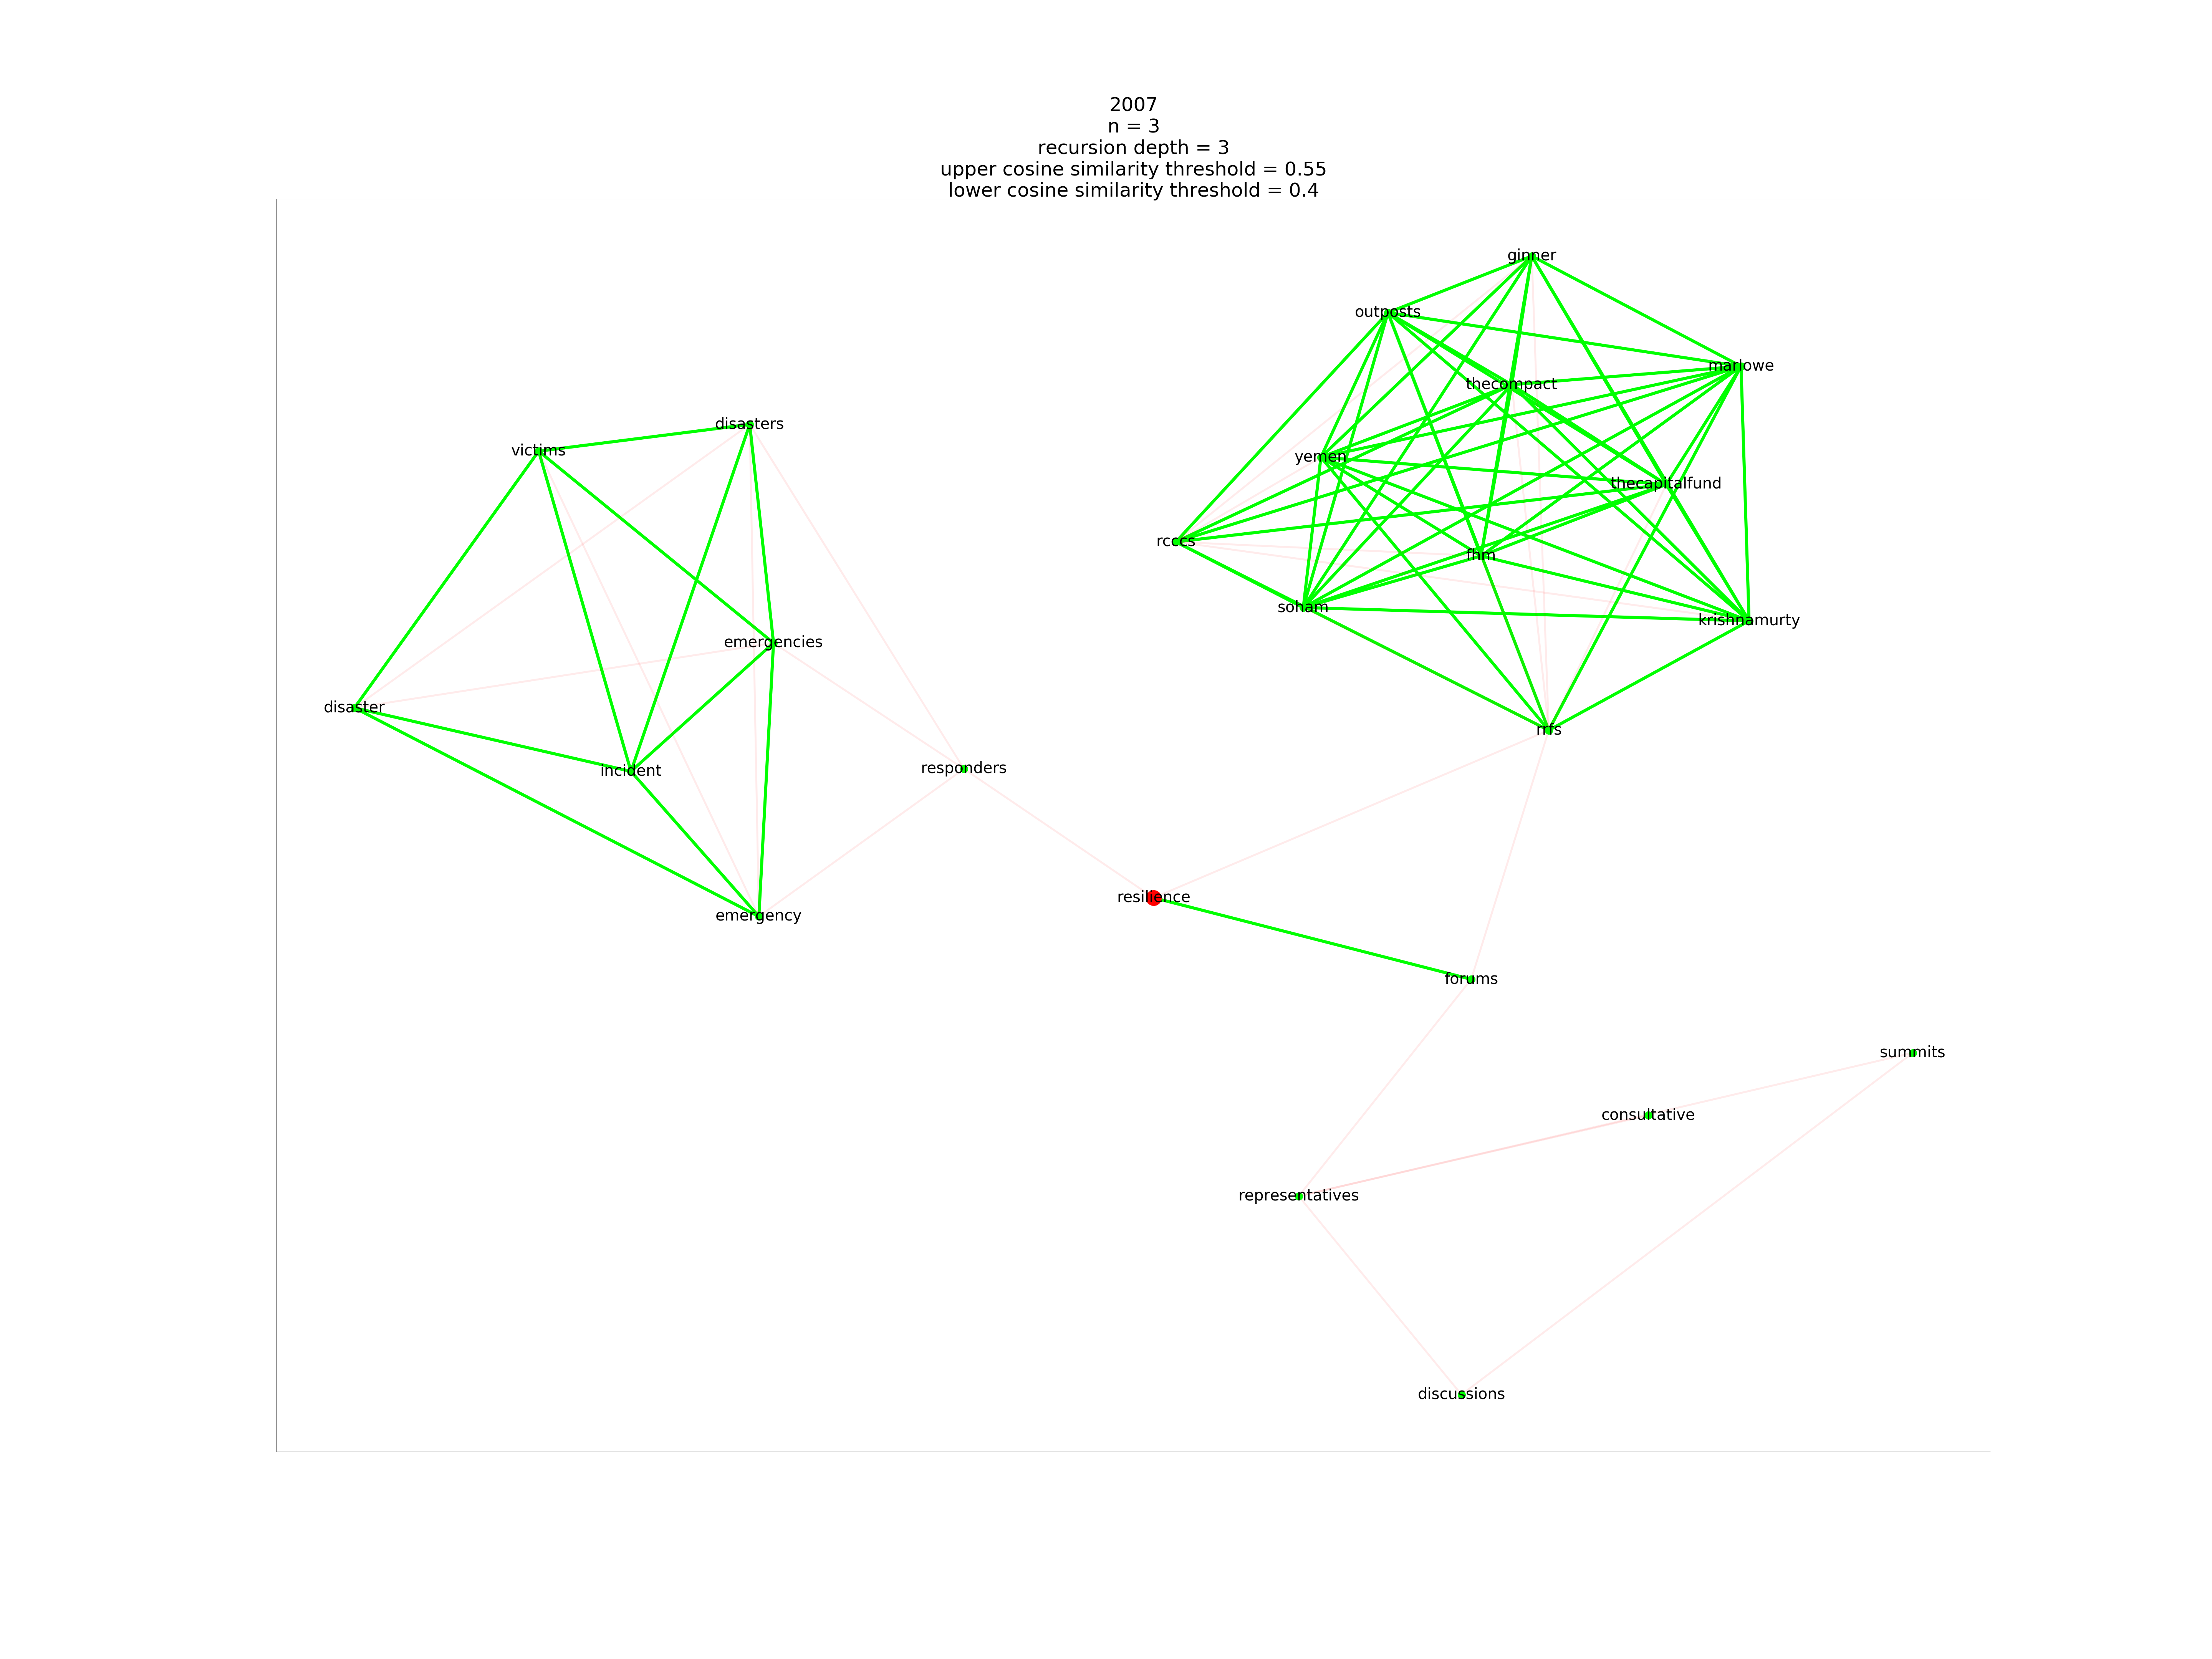 2007
n = 3
recursion depth = 3
upper cosine similarity threshold = 0.55
lower cosine similarity threshold = 0.4
ginner
outposts
marlowe
thecompact
disasters
victims
yemen
thecapitalfund
rcccs
fhm
soham
krishnamurty
emergencies
disaster
rrfs
incident
responders
resilience
emergency
forums
summits
consultative
representatives
discussions